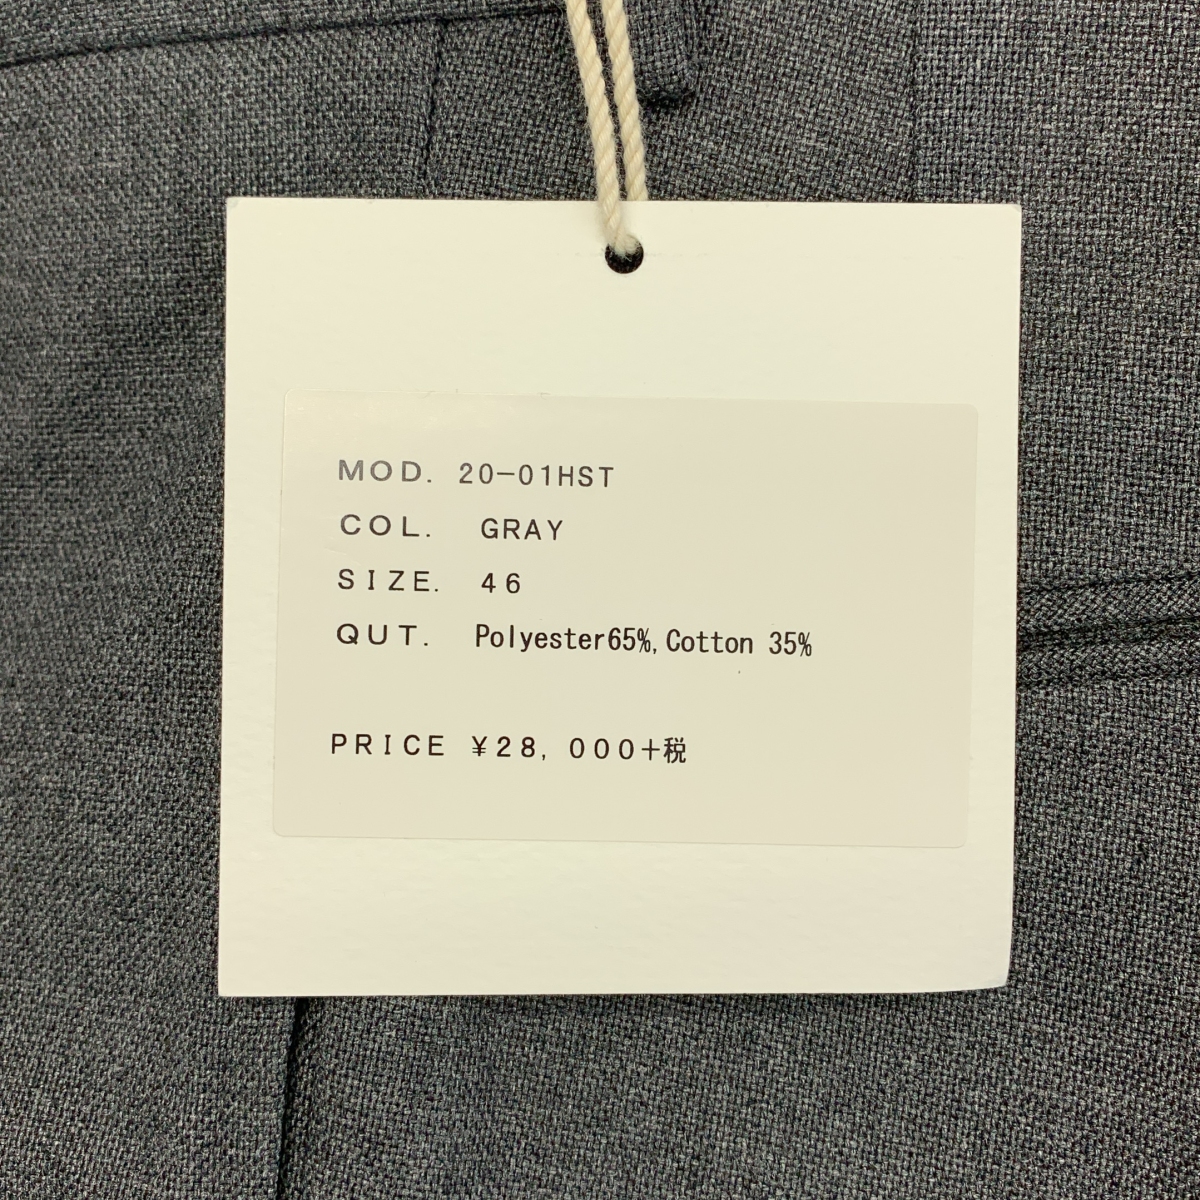 MOD. 20-01HST
COL. GRAY
SIZE. 46
QUT. Polyester65%, Cotton 35%
PRICE ¥28, 000+税